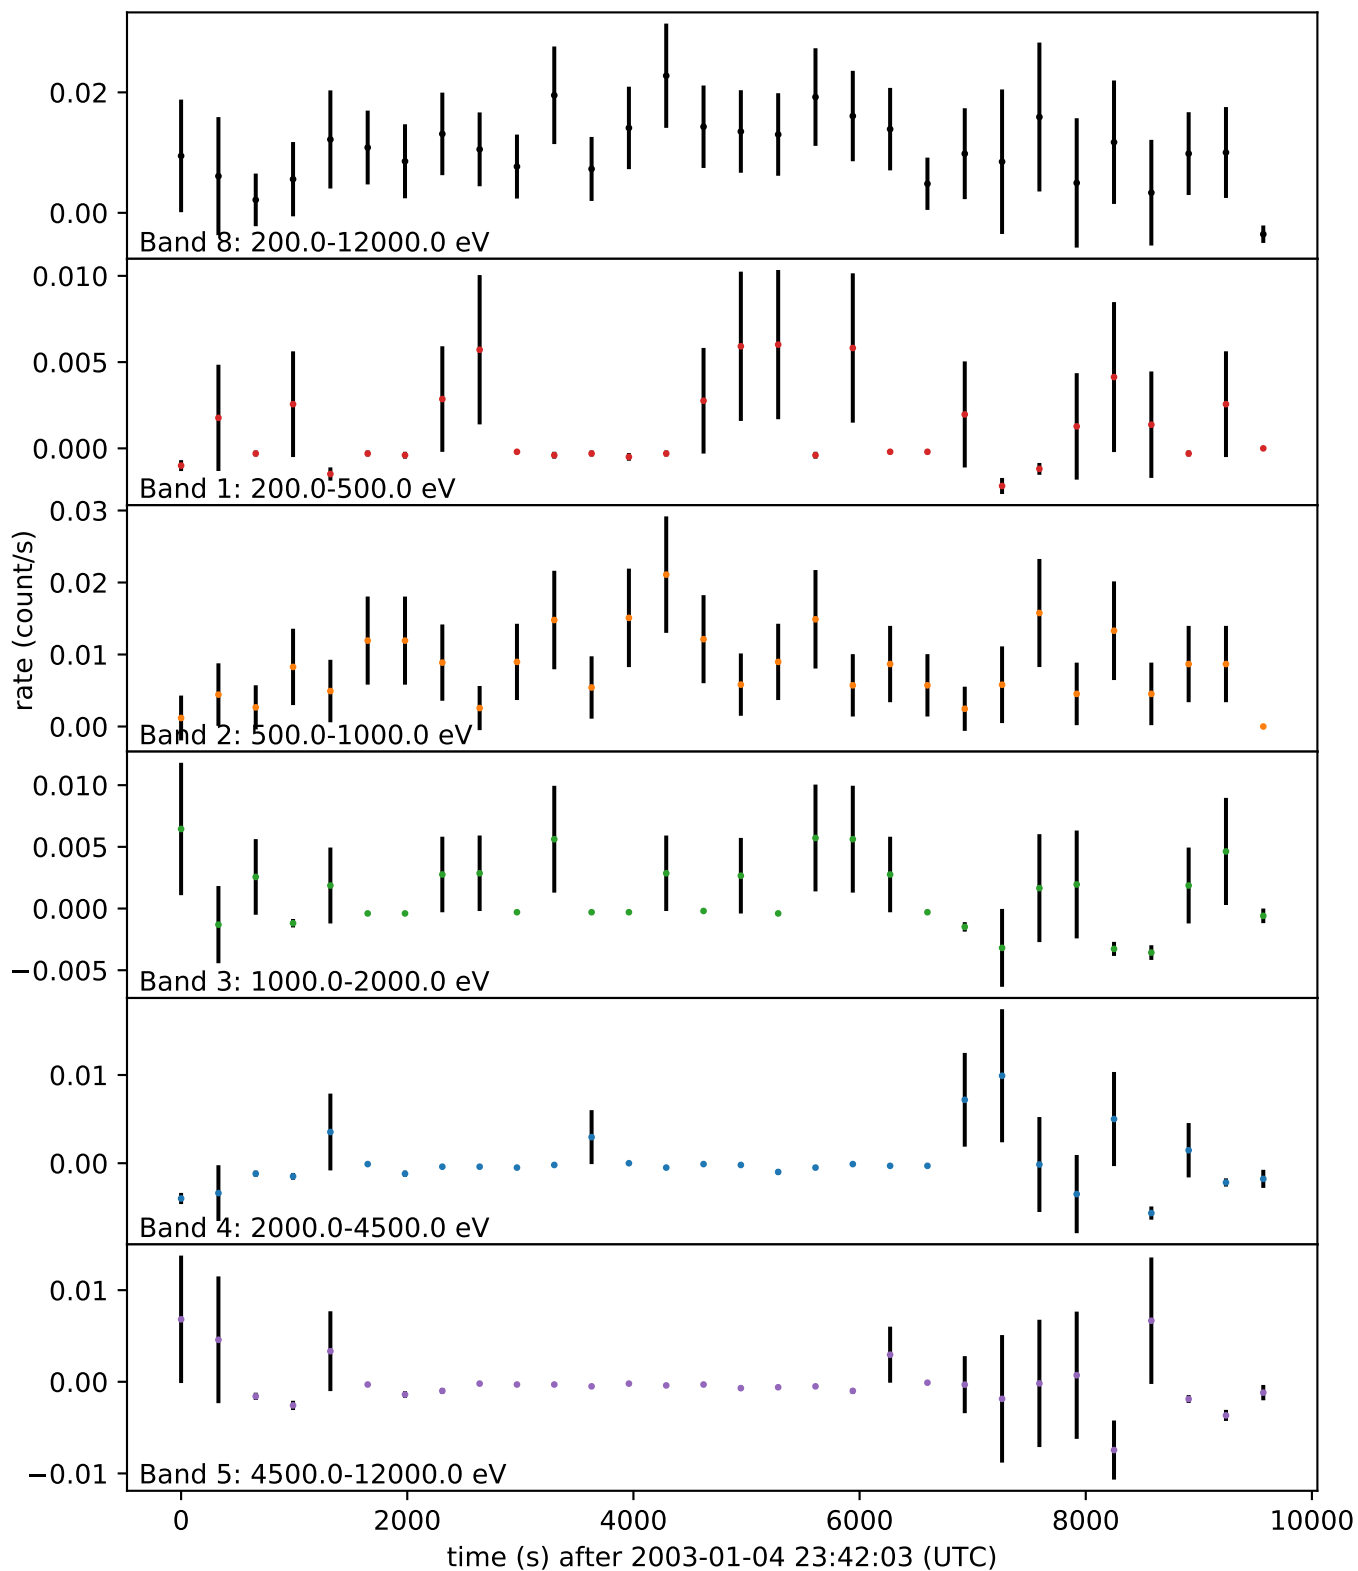 0.02
0.00
Band 8: 200.0-12000.0 eV
0.010
0.005
0.000
Band 1: 200.0-500.0 eV
0.03
0.02
0.01
0.00
Band 2: 500.0-1000.0 eV
rate (count/s)
0.010
0.005
0.000
−0.005
Band 3: 1000.0-2000.0 eV
0.01
0.00
Band 4: 2000.0-4500.0 eV
0.01
0.00
−0.01
Band 5: 4500.0-12000.0 eV
0 2000 4000 6000 8000 10000
time (s) after 2003-01-04 23:42:03 (UTC)